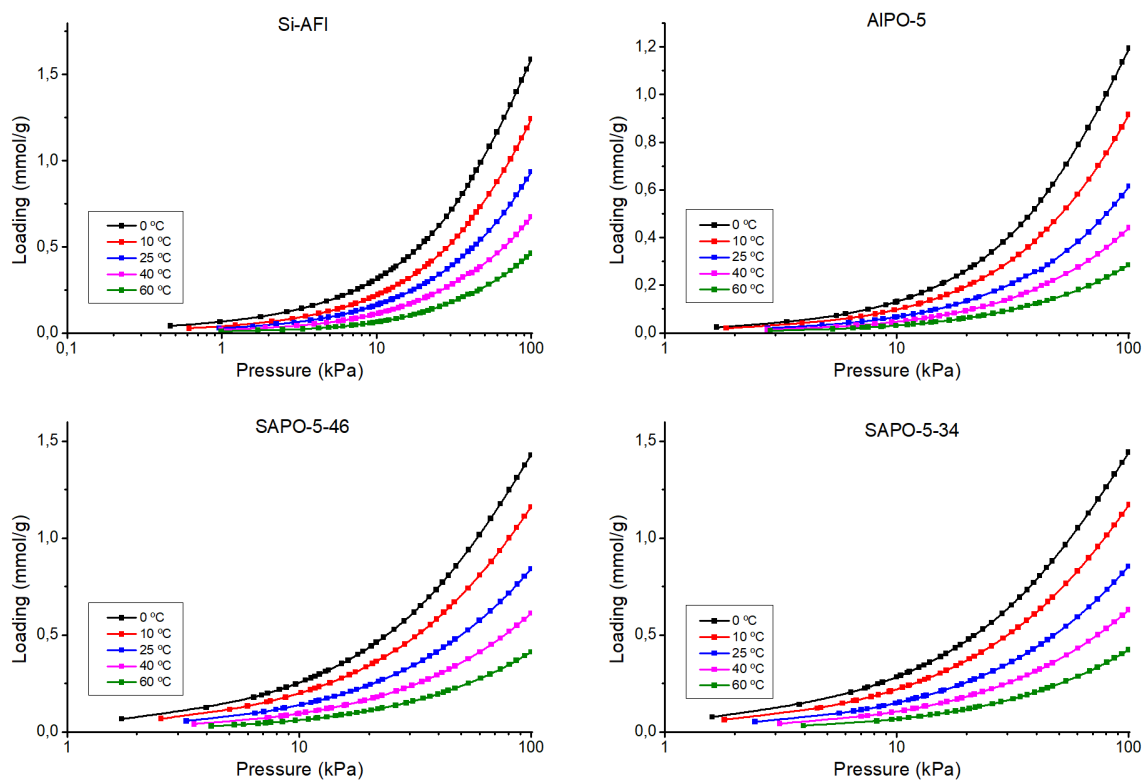 Si-AFI
Loading (mmol/g)
1,5
1,0
0,5
0,0
0 ºC
10 ºC
25 ºC
40 ºC
60 ºC
0,1 1 10 100
Pressure (kPa)
AlPO-5
Loading (mmol/g)
1,2
1,0
0,8
0,6
0,4
0,2
0,0
0 ºC
10 ºC
25 ºC
40 ºC
60 ºC
1 10 100
Pressure (kPa)
SAPO-5-46
Loading (mmol/g)
1,5
1,0
0,5
0,0
0 ºC
10 ºC
25 ºC
40 ºC
60 ºC
1 10 100
Pressure (kPa)
SAPO-5-34
Loading (mmol/g)
1,5
1,0
0,5
0,0
0 ºC
10 ºC
25 ºC
40 ºC
60 ºC
1 10 100
Pressure (kPa)